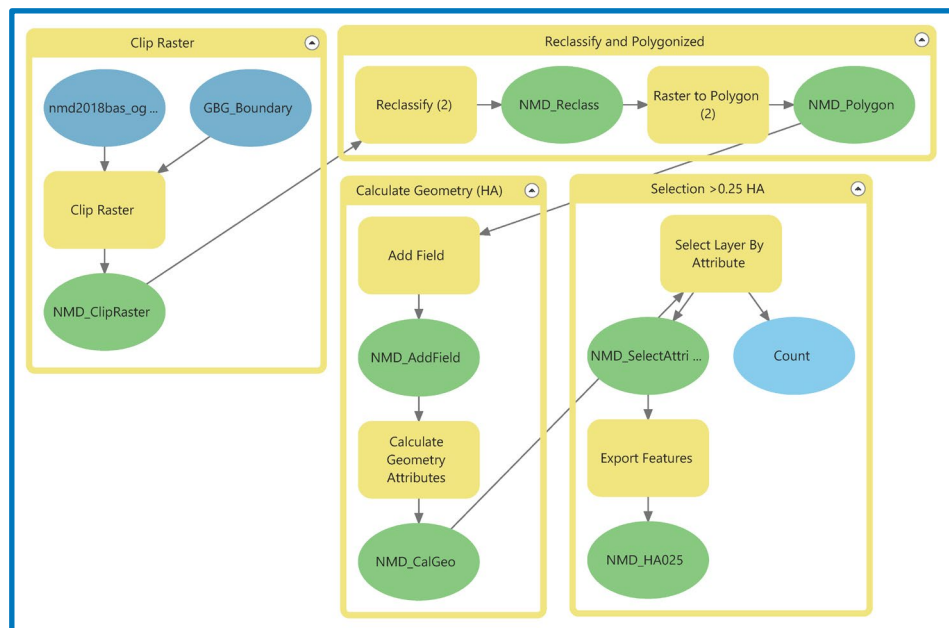 Clip Raster
nmd2018bas_og ...
GBG_Boundary
Clip Raster
NMD_ClipRaster
Reclassify and Polygonized
Reclassify (2)
NMD_Reclass
Raster to Polygon
(2)
NMD_Polygon
Calculate Geometry (HA)
Add Field
NMD_AddField
Calculate
Geometry
Attributes
NMD_CalGeo
Selection >0.25 HA
Select Layer By
Attribute
NMD_SelectAttri ...
Count
Export Features
NMD_HA025